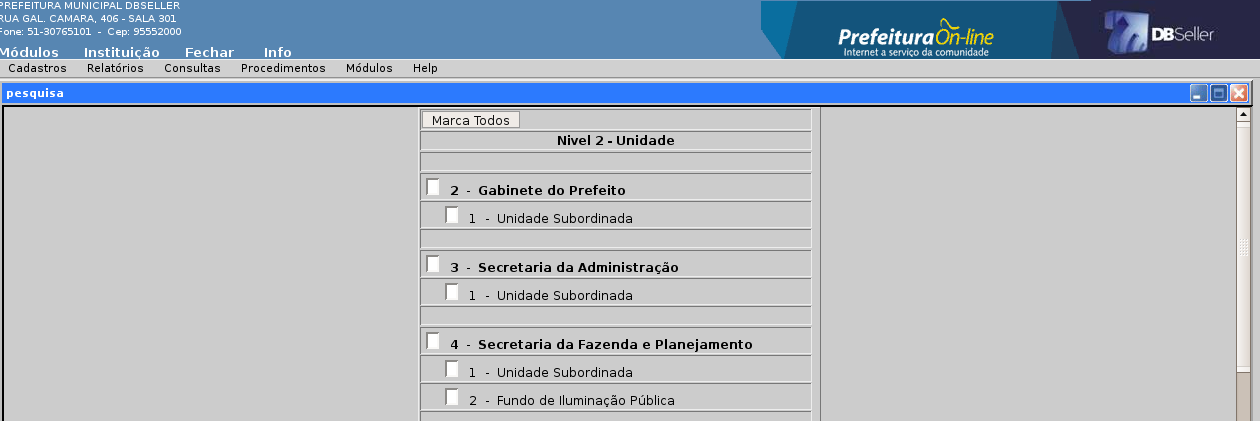 PREFEITURA MUNICIPAL DBSELLER
RUA GAL. CAMARA, 406 - SALA 301
Fone: 51-30765101 - Cep: 95552000
Módulos Instituição Fechar Info
PrefeituraOn-line
Internet a serviço da comunidade
DBSeller
Cadastros Relatórios Consultas Procedimentos Módulos Help
pesquisa
Marca Todos
Nivel 2 - Unidade
2 - Gabinete do Prefeito
1 - Unidade Subordinada
3 - Secretaria da Administração
1 - Unidade Subordinada
4 - Secretaria da Fazenda e Planejamento
1 - Unidade Subordinada
2 - Fundo de Iluminação Pública